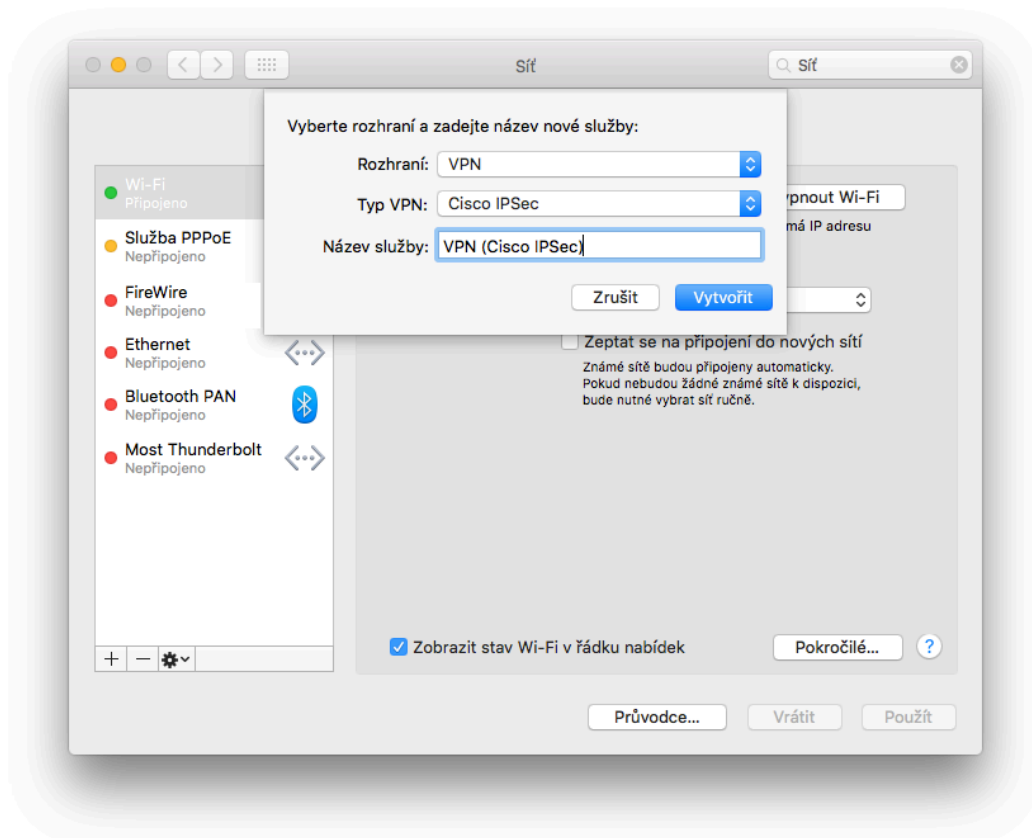 Síť
Síť
Vyberte rozhraní a zadejte název nové služby:
Rozhraní: VPN
Typ VPN: Cisco IPSec
Název služby: VPN (Cisco IPSec)
Zrušit Vytvořit
Wi-Fi
Připojeno
Služba PPPoE
Nepřipojeno
FireWire
Nepřipojeno
Ethernet
Nepřipojeno
Bluetooth PAN
Nepřipojeno
Most Thunderbolt
Nepřipojeno
Wi-Fi
má IP adresu
Zeptat se na připojení do nových sítí
Známé sítě budou připojeny automaticky.
Pokud nebudou žádné známé sítě k dispozici,
bude nutné vybrat síť ručně.
Zobrazit stav Wi-Fi v řádku nabídek
Pokročilé... ?
Průvodce... Vrátit Použít